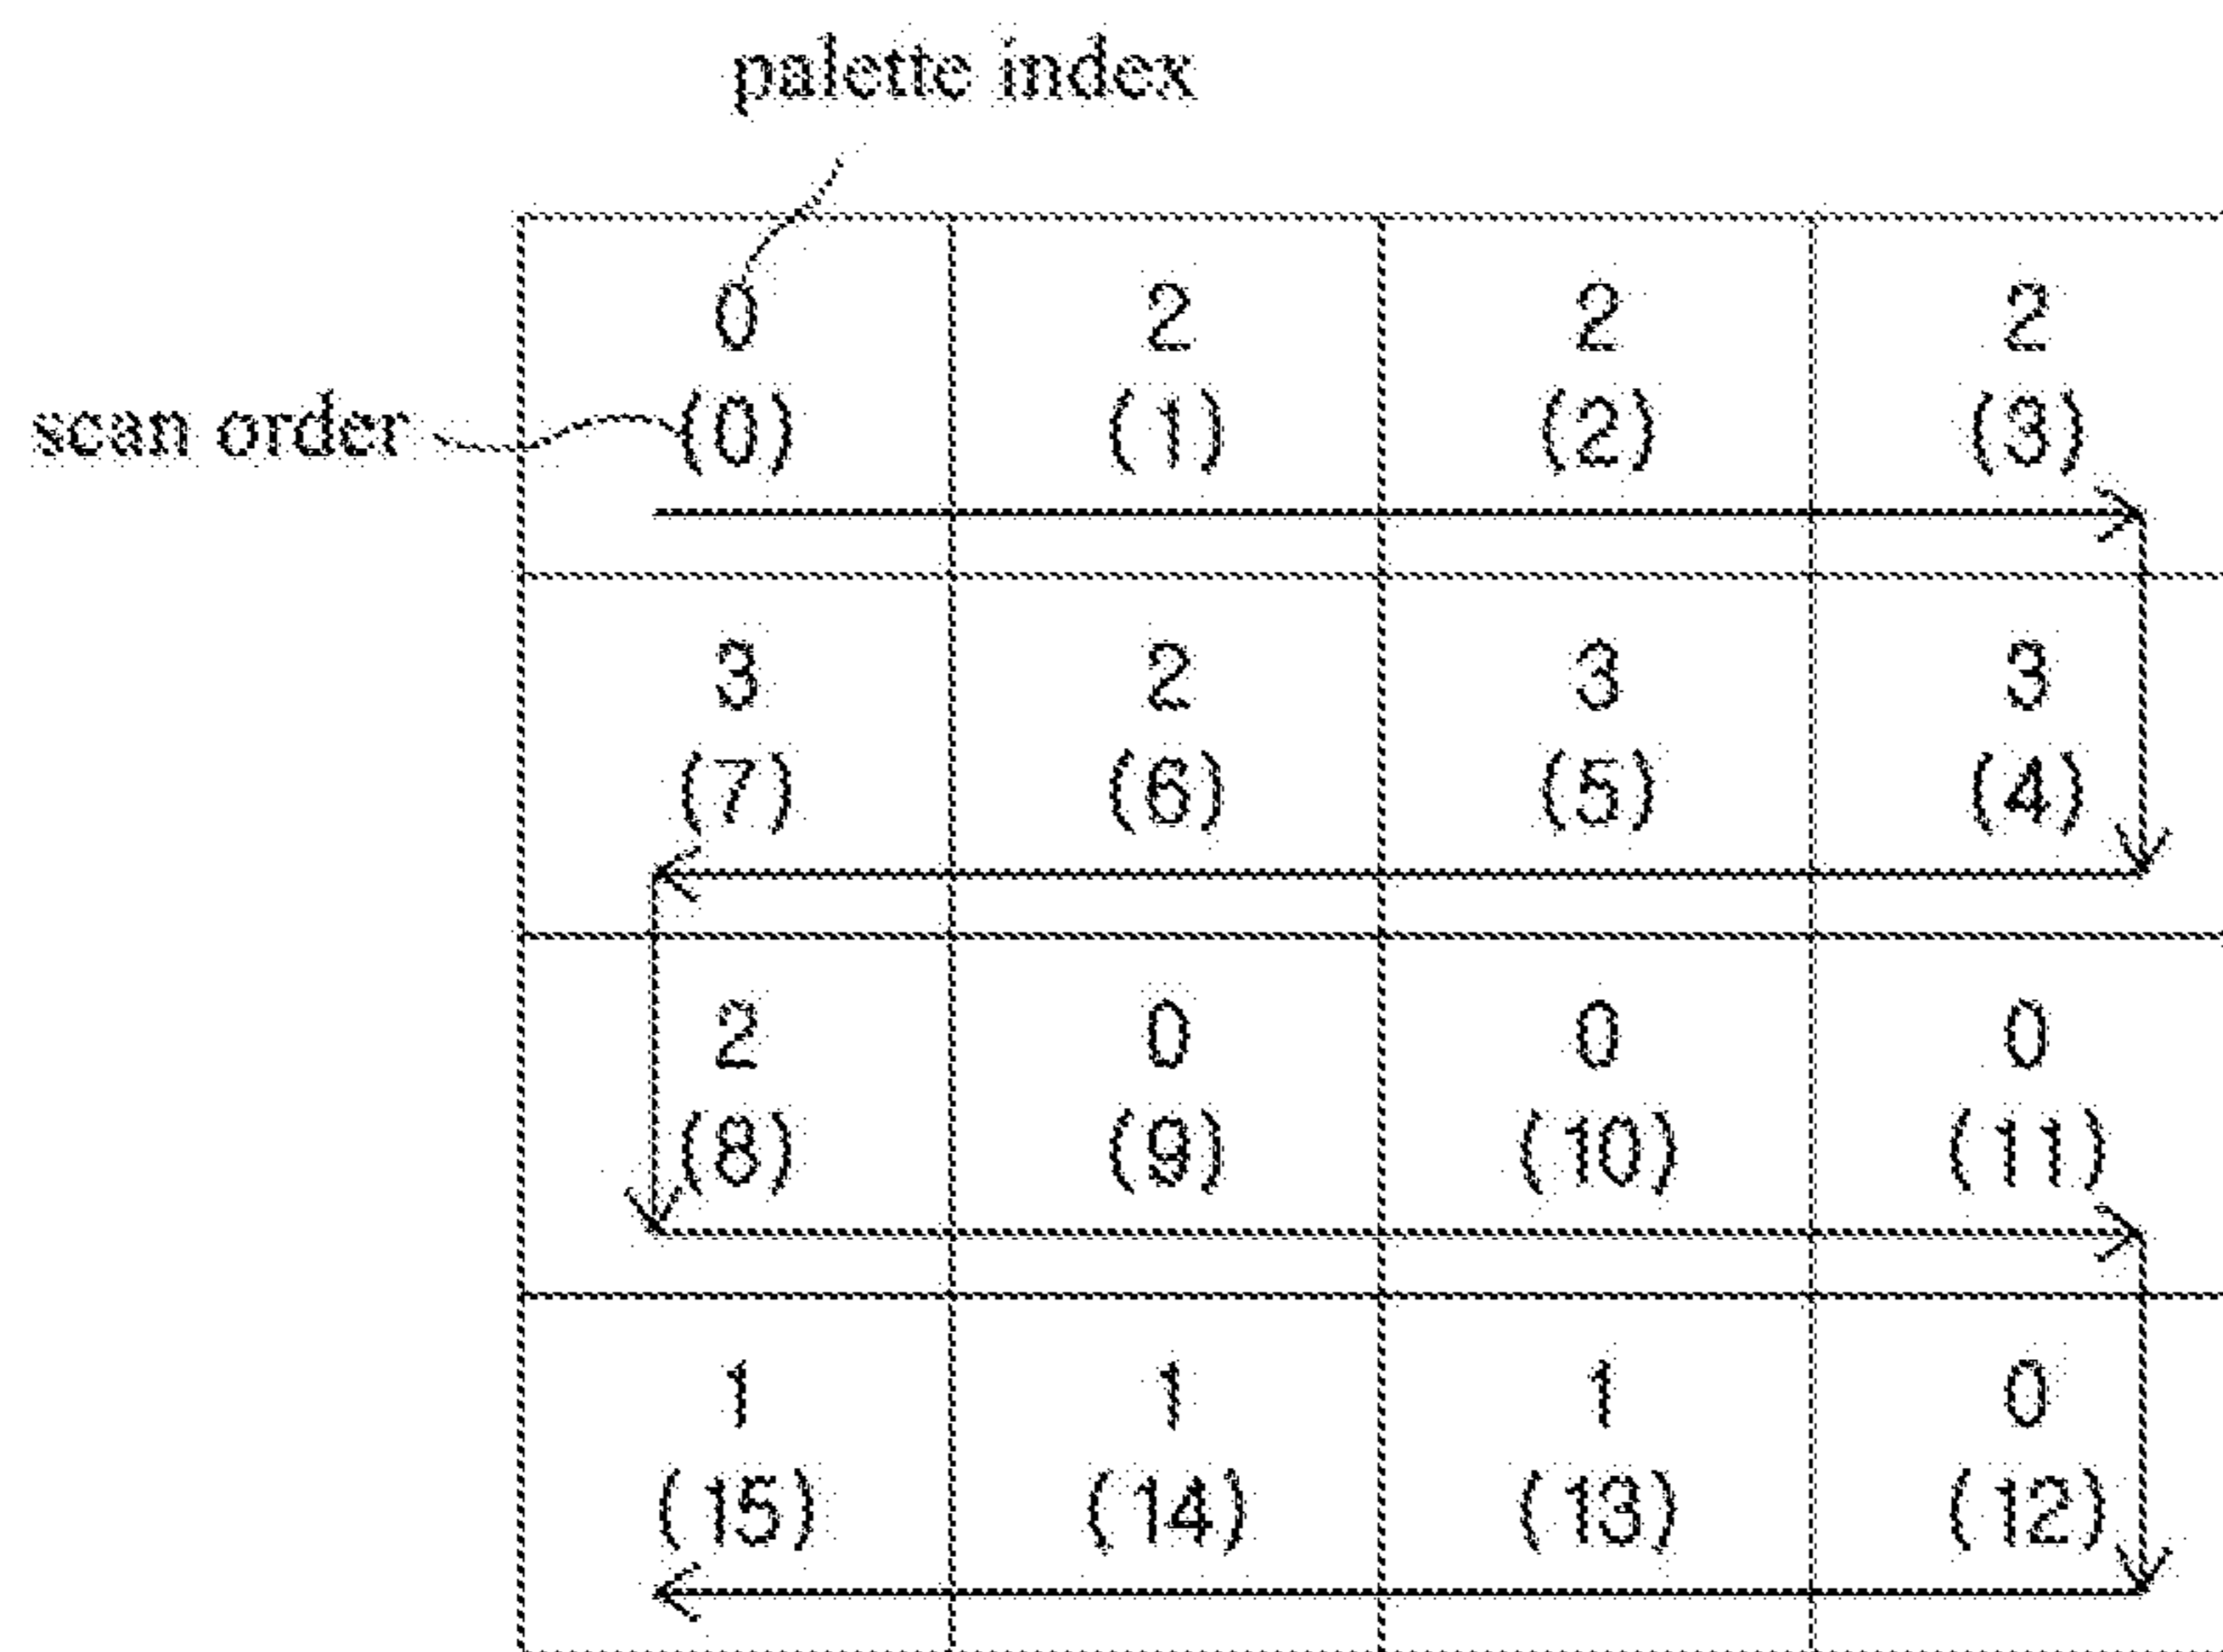 palette index
0 2 2 2
scan order (0) (1) (2) (3)
3 2 3 3
(7) (6) (5) (4)
2 0 0 0
(8) (9) (10) (11)
1 1 1 0
(15) (14) (13) (12)